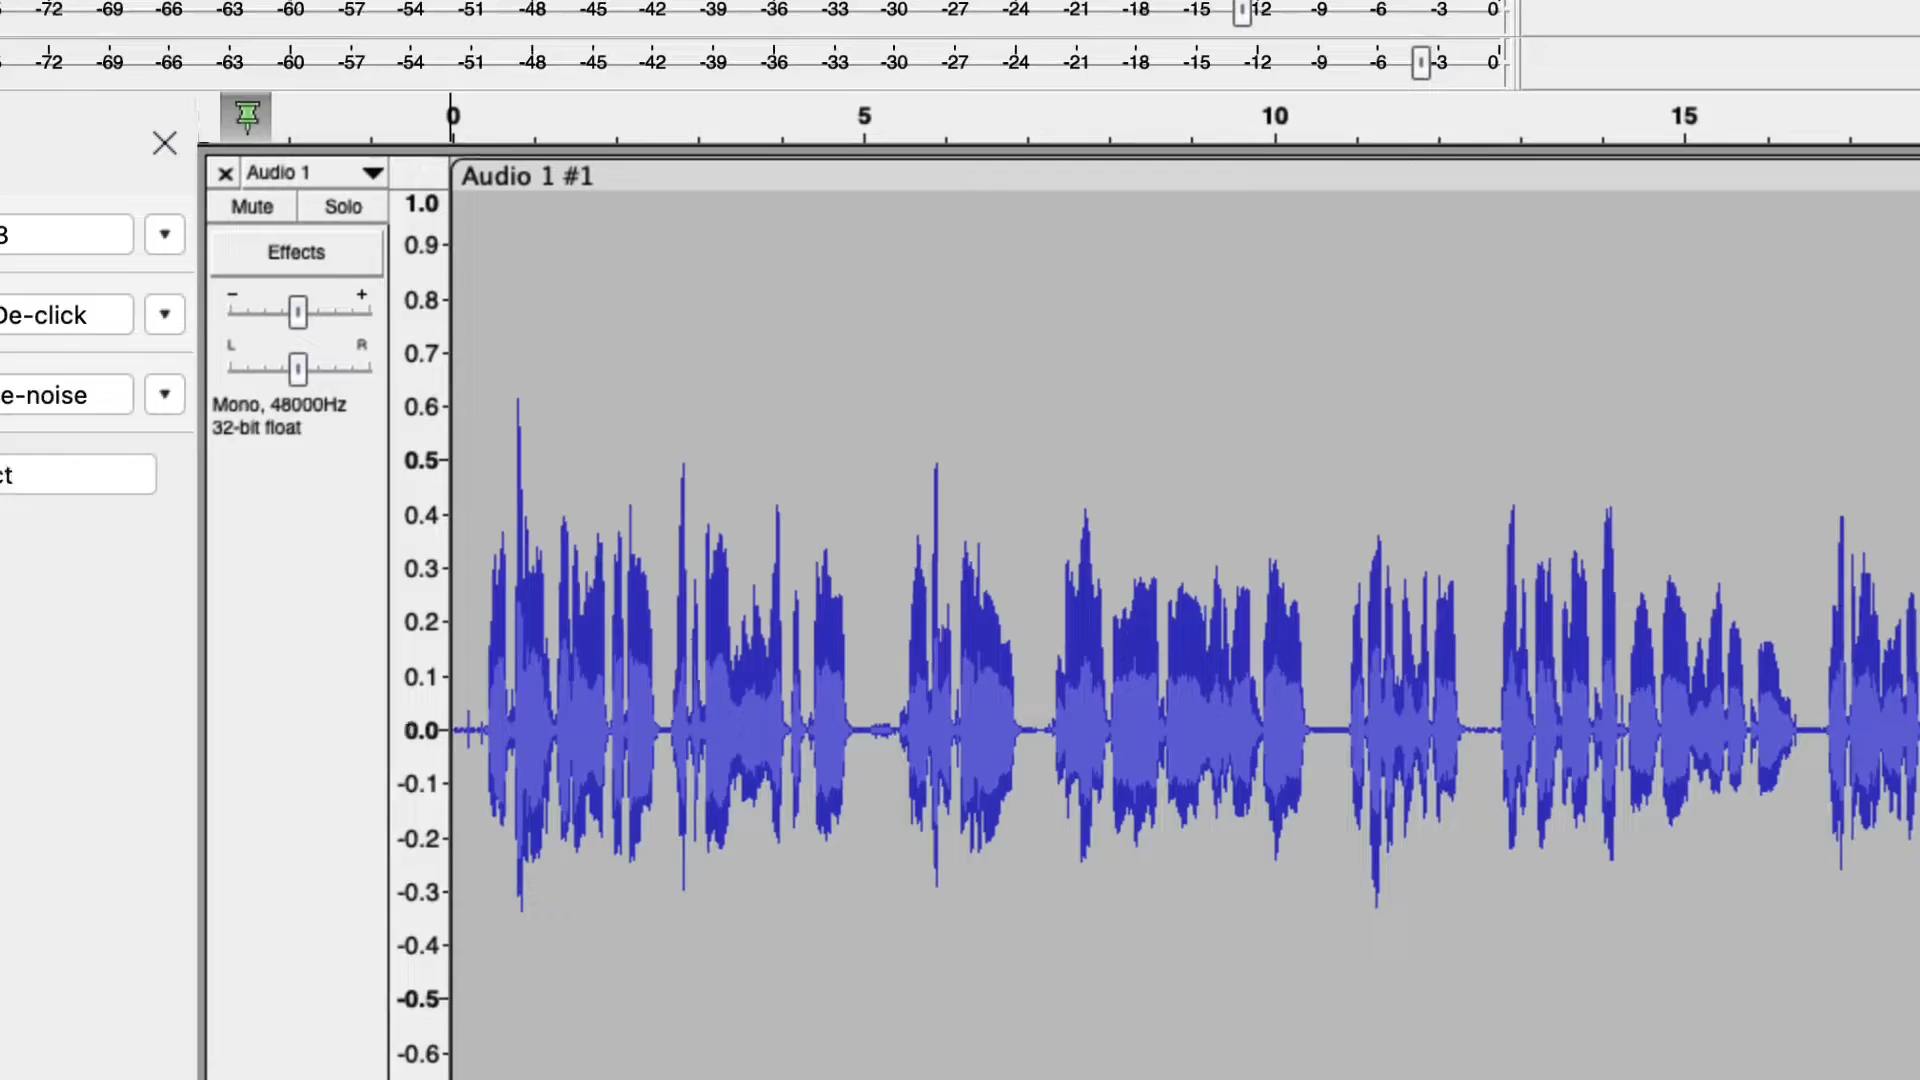 -72 -69 -66 -63 -60 -57 -54 -51 -48 -45 -42 -39 -36 -33 -30 -27 -24 -21 -18 -15 12 -9 -6 -3 0
-72 -69 -66 -63 -60 -57 -54 -51 -48 -45 -42 -39 -36 -33 -30 -27 -24 -21 -18 -15 -12 -9 -6 -3 0
0 5 10 15
Audio 1
Audio 1 #1
Mute Solo
Effects
- +
L R
Mono, 48000Hz
32-bit float
3
De-click
e-noise
ct
1.0
0.9
0.8
0.7
0.6
0.5
0.4
0.3
0.2
0.1
0.0
-0.1
-0.2
-0.3
-0.4
-0.5
-0.6